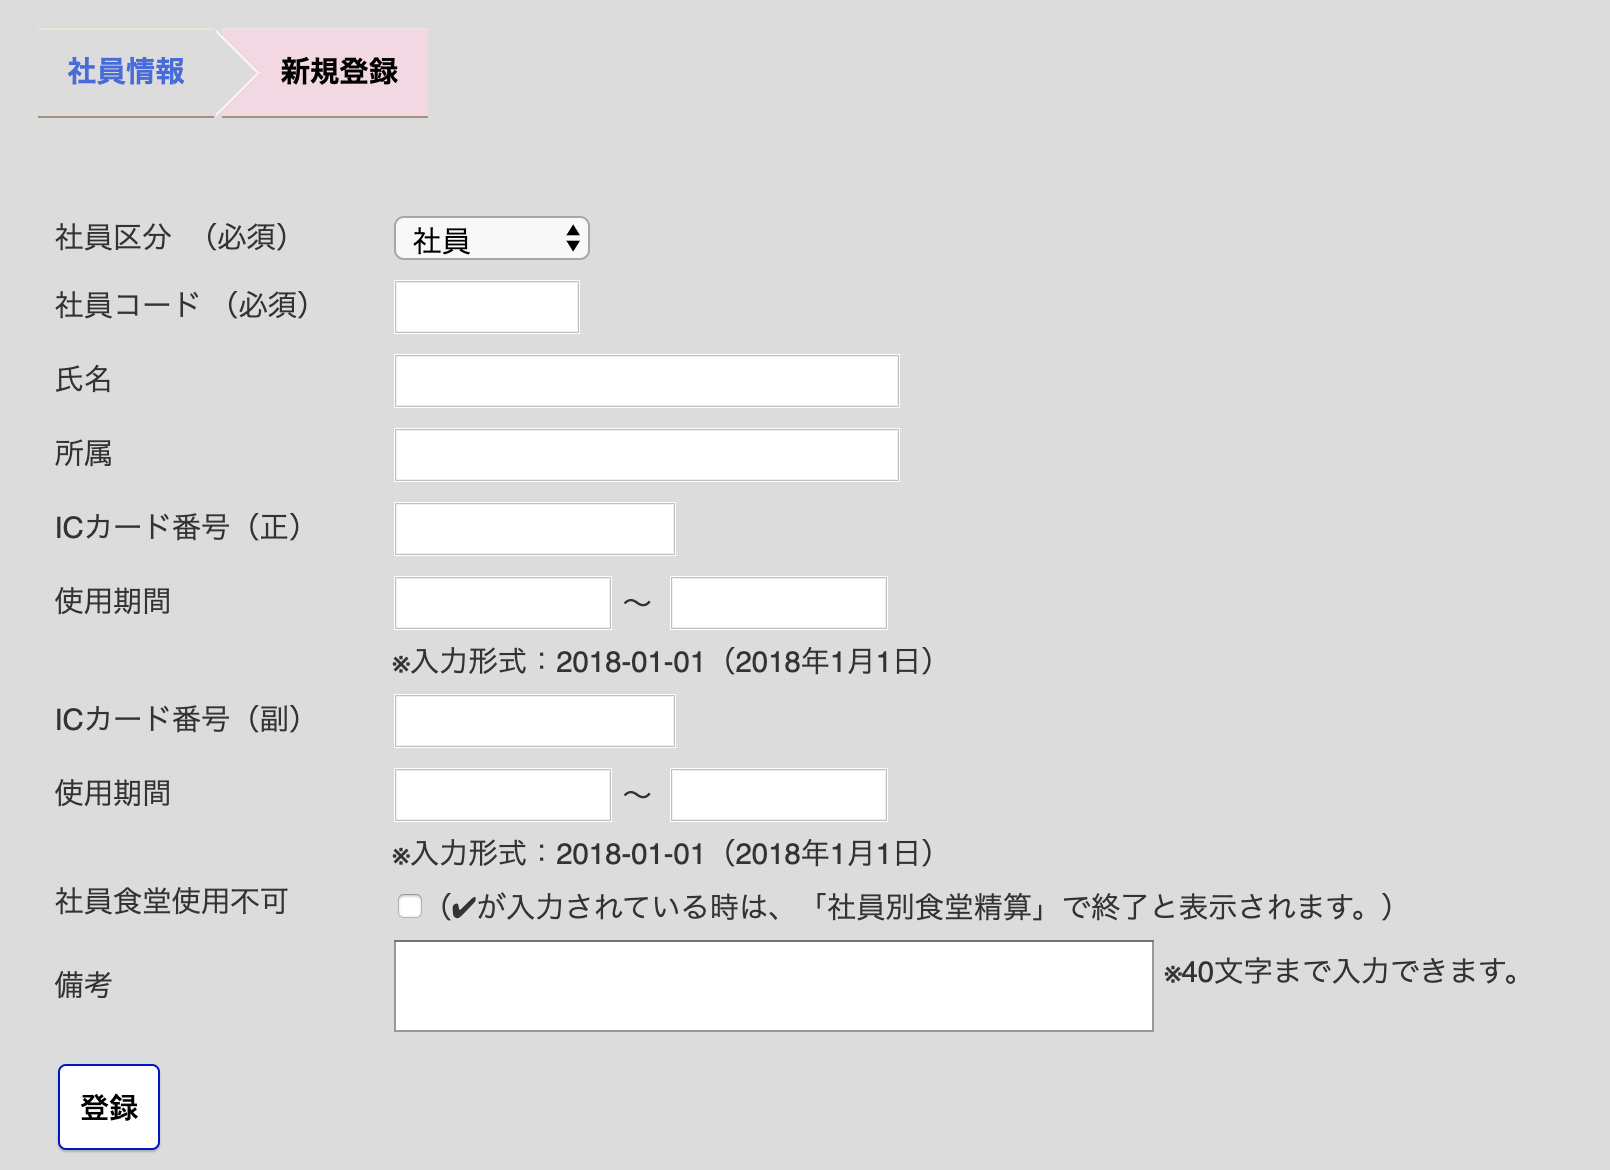 社員情報
新規登録
社員区分 （必須）
社員
社員コード （必須）
氏名
所属
ICカード番号（正）
使用期間
〜
※入力形式：2018-01-01（2018年1月1日）
ICカード番号（副）
使用期間
〜
※入力形式：2018-01-01（2018年1月1日）
社員食堂使用不可
（✔が入力されている時は、「社員別食堂精算」で終了と表示されます。）
備考
※40文字まで入力できます。
登録